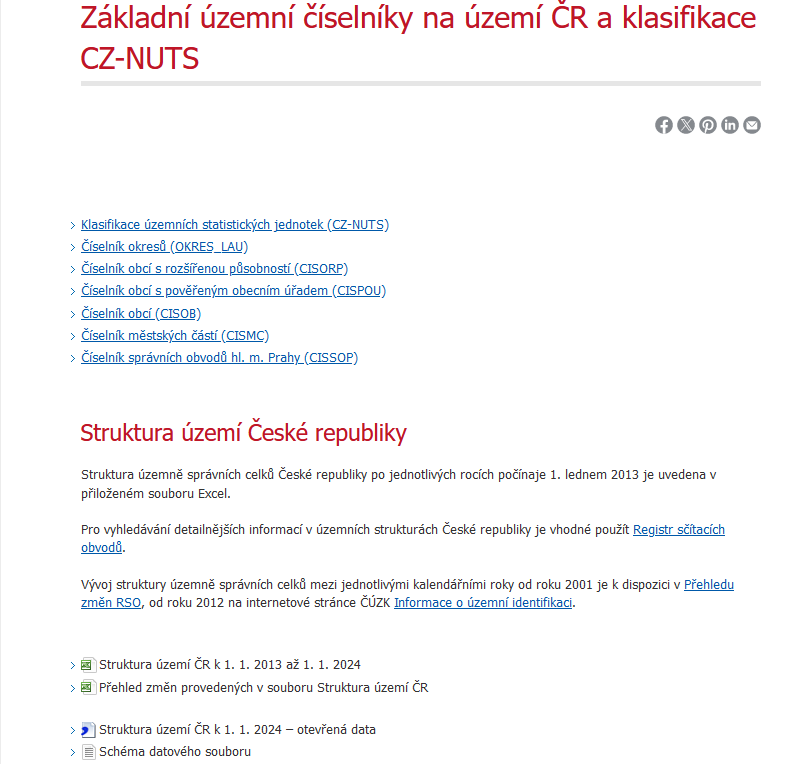 Základní územní číselníky na území ČR a klasifikace
CZ-NUTS
Klasifikace územních statistických jednotek (CZ-NUTS)
Číselník okresů (OKRES_LAU)
Číselník obcí s rozšířenou působností (CISORP)
Číselník obcí s pověřeným obecním úřadem (CISPOU)
Číselník obcí (CISOB)
Číselník městských částí (CISMC)
Číselník správních obvodů hl. m. Prahy (CISSOP)
Struktura území České republiky
Struktura územně správních celků České republiky po jednotlivých rocích počínaje 1. lednem 2013 je uvedena v
přiloženém souboru Excel.
Pro vyhledávání detailnějších informací v územních strukturách České republiky je vhodné použít Registr sčítacích
obvodů.
Vývoj struktury územně správních celků mezi jednotlivými kalendářními roky od roku 2001 je k dispozici v Přehledu
změn RSO, od roku 2012 na internetové stránce ČÚZK Informace o územní identifikaci.
Struktura území ČR k 1. 1. 2013 až 1. 1. 2024
Přehled změn provedených v souboru Struktura území ČR
Struktura území ČR k 1. 1. 2024 – otevřená data
Schéma datového souboru